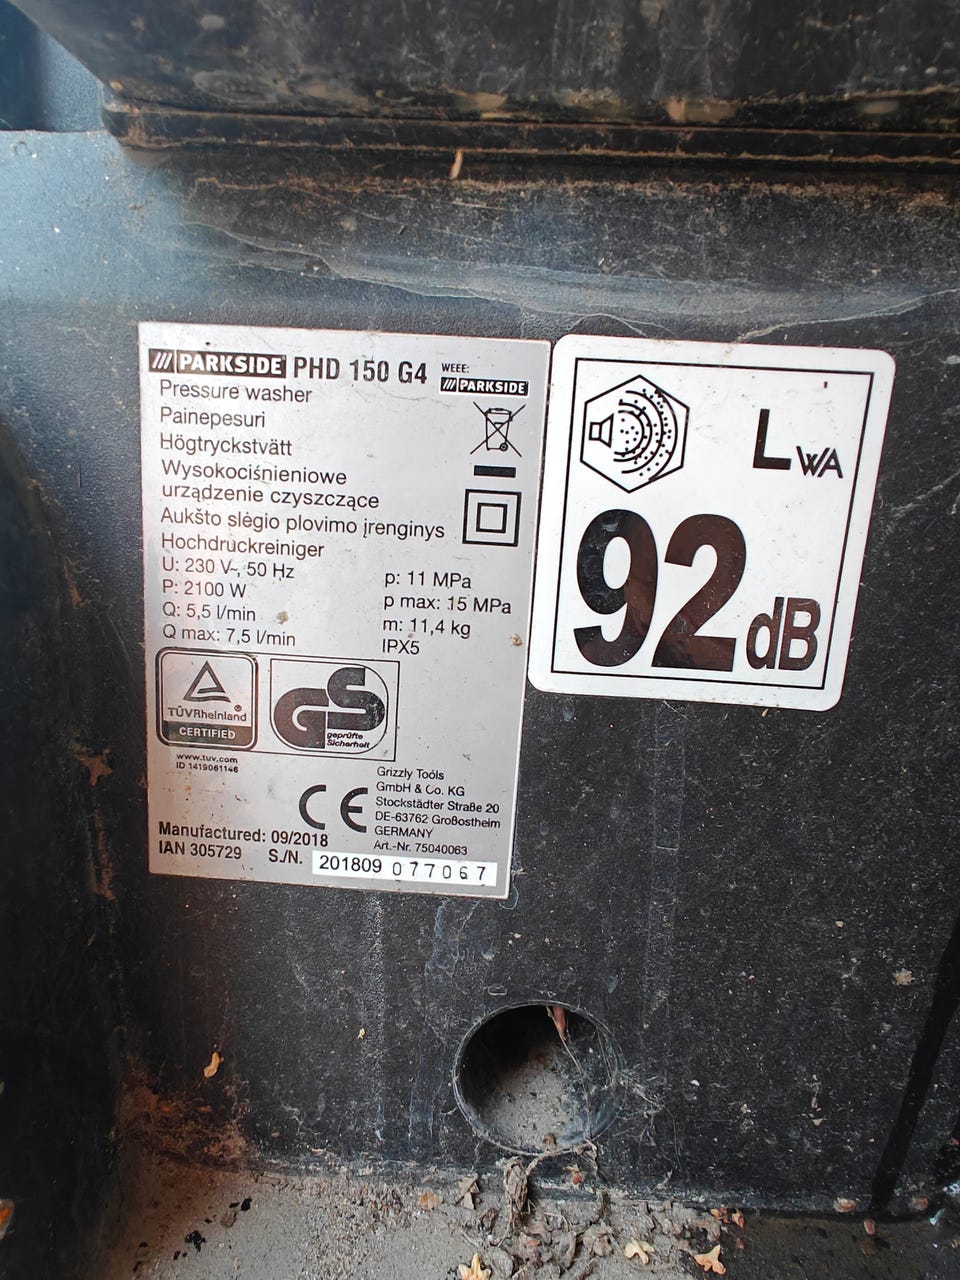 /// PARKSIDE PHD 150 G4
WEEE:
/// PARKSIDE
Pressure washer
Painepesuri
Högtryckstvätt
Wysokociśnieniowe
urządzenie czyszczące
Aukšto slėgio plovimo įrenginys
Hochdruckreiniger
U: 230 V~, 50 Hz
P: 2100 W
Q: 5,5 l/min
Q max: 7,5 l/min
p: 11 MPa
p max: 15 MPa
m: 11,4 kg
IPX5
TÜVRheinland®
CERTIFIED
www.tuv.com
ID 1419061146
GS
geprüfte
Sicherheit
CE
Grizzly Tools
GmbH & Co. KG
Stockstädter Straße 20
DE-63762 Großostheim
GERMANY
Art.-Nr. 75040063
Manufactured: 09/2018
IAN 305729 S./N. 201809 077067
LWA
92dB